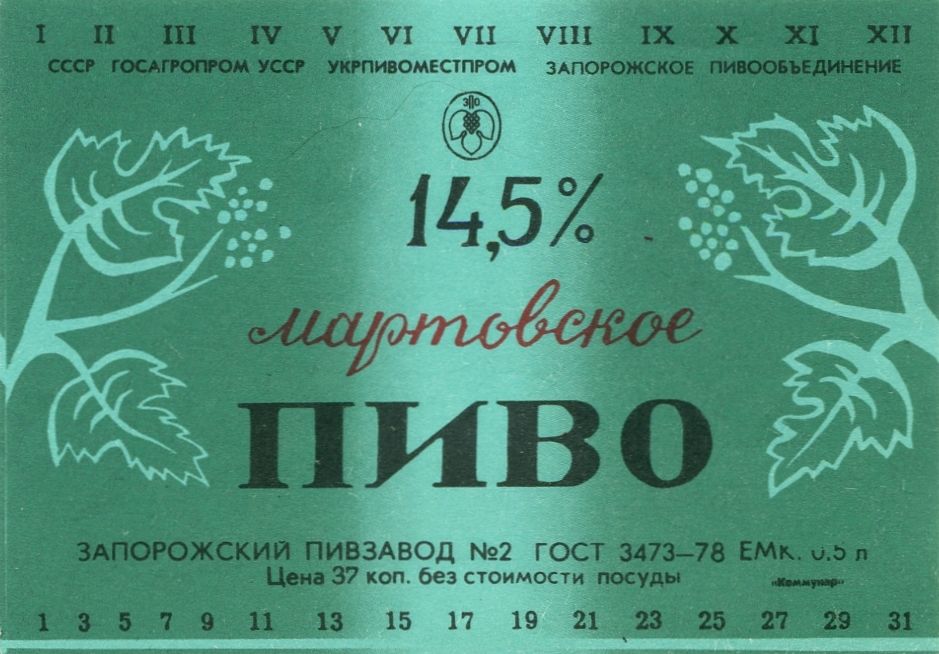 I II III IV V VI VII VIII IX X XI XII
СССР ГОСАГРОПРОМ УССР УКРПИВОМЕСТПРОМ ЗАПОРОЖСКОЕ ПИВООБЪЕДИНЕНИЕ
ЗПО
14,5%
мартовское
ПИВО
ЗАПОРОЖСКИЙ ПИВЗАВОД №2 ГОСТ 3473—78 ЕМк. 0.5 л
Цена 37 коп. без стоимости посуды
«Коммунар»
1 3 5 7 9 11 13 15 17 19 21 23 25 27 29 31